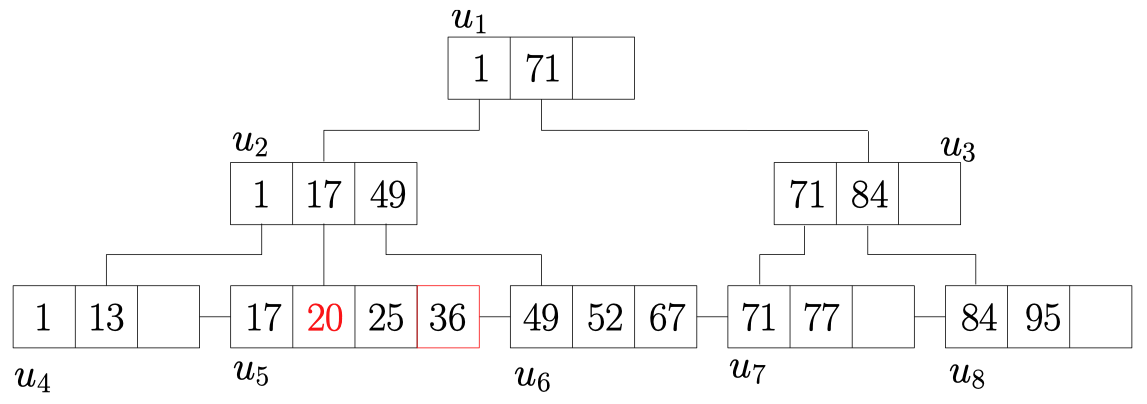 u₁
1 71
u₂
u₃
1 17 49
71 84
1 13
17 20 25 36
49 52 67
71 77
84 95
u₄
u₅
u₆
u₇
u₈